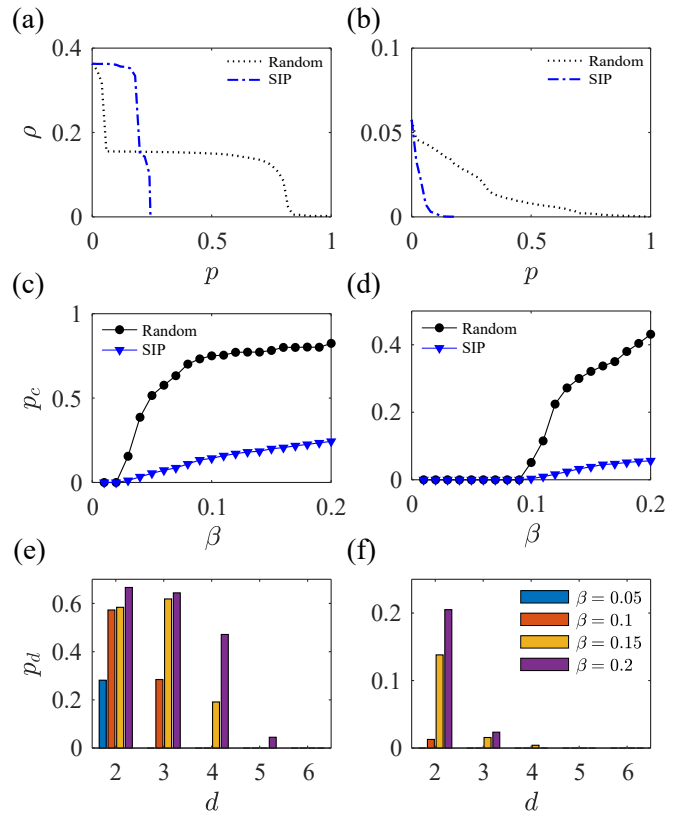 (a)
(b)
0.4
0.2
0
ρ
Random
SIP
0
0.5
1
p
0.1
0.05
0
Random
SIP
0
0.5
1
p
(c)
(d)
1
0.5
0
p_c
Random
SIP
0
0.1
0.2
β
0.4
0.2
0
Random
SIP
0
0.1
0.2
β
(e)
(f)
0.6
0.4
0.2
0
p_d
2 3 4 5 6
d
0.2
0.1
0
β = 0.05
β = 0.1
β = 0.15
β = 0.2
2 3 4 5 6
d